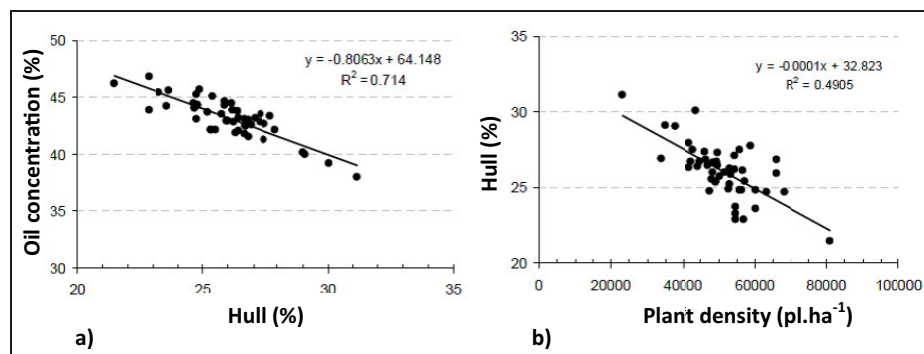 50
45
40
35
30
Oil concentration (%)
y = -0.8063x + 64.148
R² = 0.714
20
25
30
35
Hull (%)
a)
35
30
25
20
Hull (%)
y = -0.0001x + 32.823
R² = 0.4905
0
20000
40000
60000
80000
100000
Plant density (pl.ha⁻¹)
b)